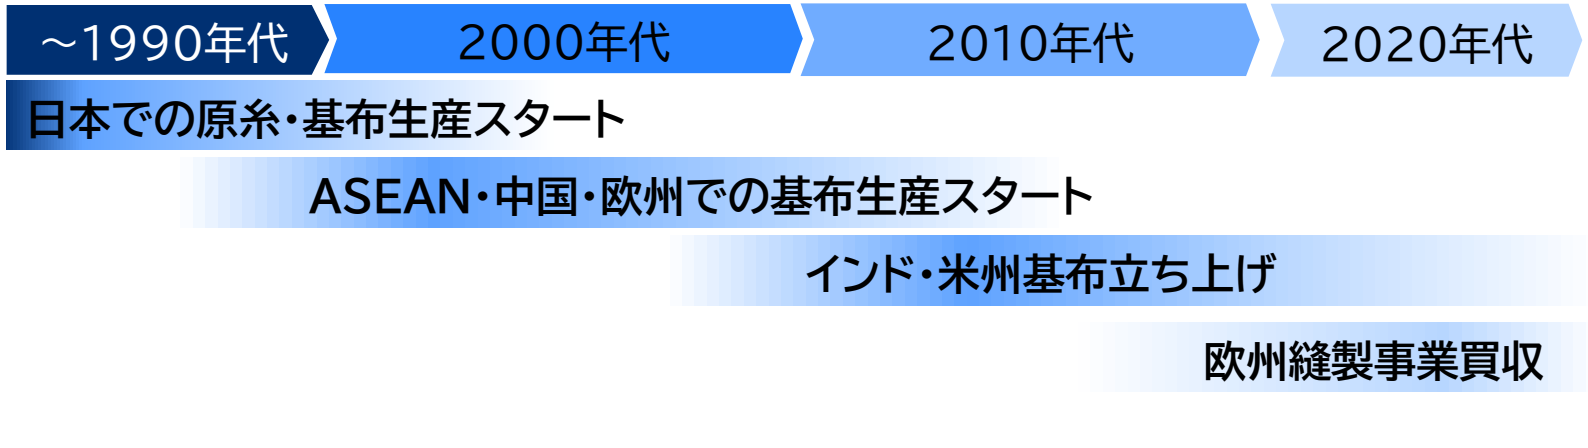 ～1990年代 2000年代 2010年代 2020年代
日本での原糸・基布生産スタート
ASEAN・中国・欧州での基布生産スタート
インド・米州基布立ち上げ
欧州縫製事業買収